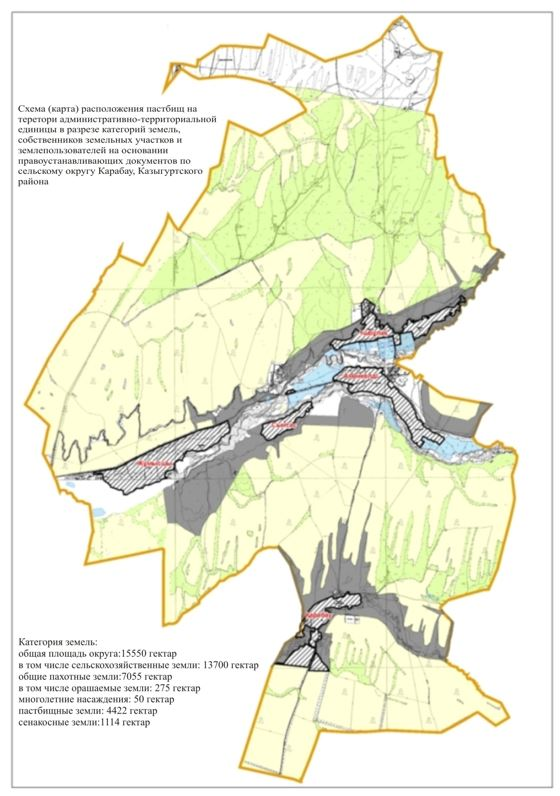 Схема (карта) расположения пастбищ на
теретори административно-территориальной
единицы в разрезе категорий земель,
собственников земельных участков и
землепользователей на основании
правоустанавливающих документов по
сельскому округу Карабау, Казыгуртского
района
Категория земель:
общая площадь округа:15550 гектар
в том числе сельскохозяйственные земли: 13700 гектар
общие пахотные земли:7055 гектар
в том числе орашаемые земли: 275 гектар
многолетние насаждения: 50 гектар
пастбищные земли: 4422 гектар
сенакосные земли:1114 гектар